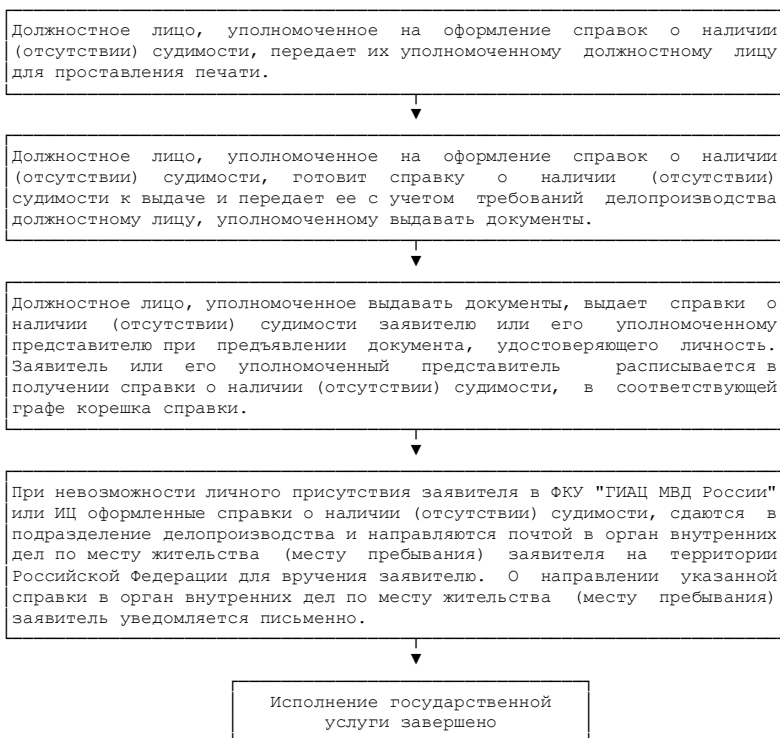 Должностное лицо, уполномоченное на оформление справок о наличии
(отсутствии) судимости, передает их уполномоченному должностному лицу
для проставления печати.
Должностное лицо, уполномоченное на оформление справок о наличии
(отсутствии) судимости, готовит справку о наличии (отсутствии)
судимости к выдаче и передает ее с учетом требований делопроизводства
должностному лицу, уполномоченному выдавать документы.
Должностное лицо, уполномоченное выдавать документы, выдает справки о
наличии (отсутствии) судимости заявителю или его уполномоченному
представителю при предъявлении документа, удостоверяющего личность.
Заявитель или его уполномоченный представитель расписывается в
получении справки о наличии (отсутствии) судимости, в соответствующей
графе корешка справки.
При невозможности личного присутствия заявителя в ФКУ "ГИАЦ МВД России"
или ИЦ оформленные справки о наличии (отсутствии) судимости, сдаются в
подразделение делопроизводства и направляются почтой в орган внутренних
дел по месту жительства (месту пребывания) заявителя на территории
Российской Федерации для вручения заявителю. О направлении указанной
справки в орган внутренних дел по месту жительства (месту пребывания)
заявитель уведомляется письменно.
Исполнение государственной
услуги завершено